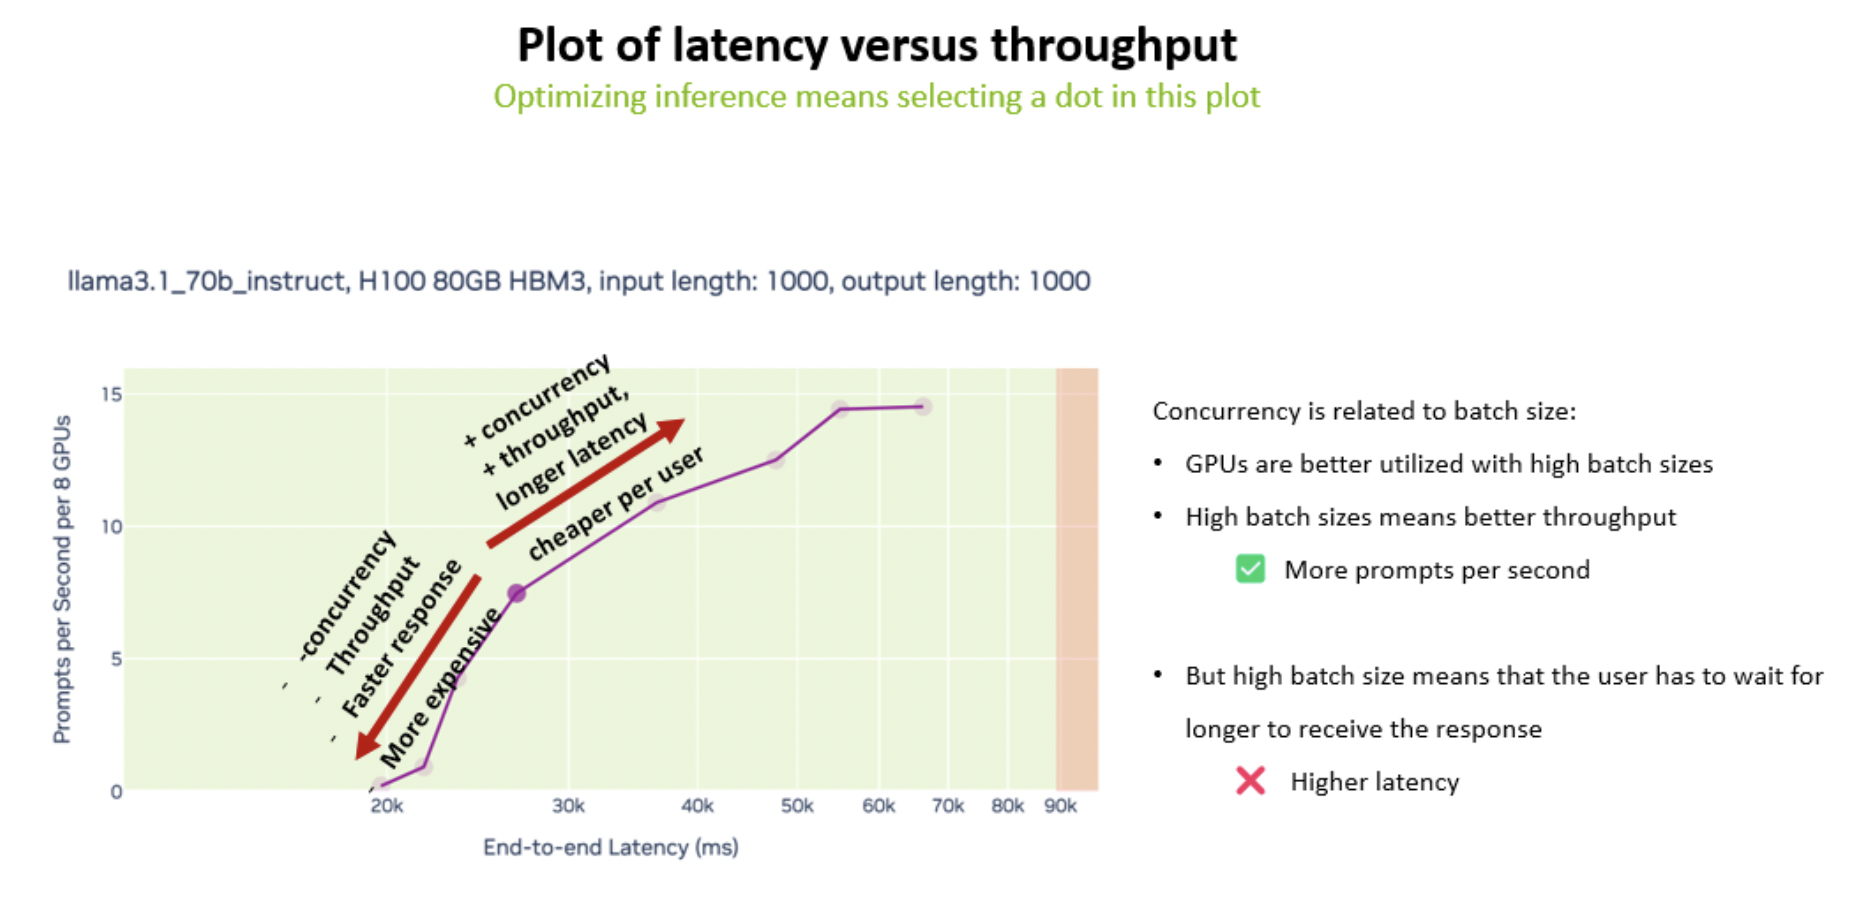 Plot of latency versus throughput
Optimizing inference means selecting a dot in this plot
llama3.1_70b_instruct, H100 80GB HBM3, input length: 1000, output length: 1000
Prompts per Second per 8 GPUs
15
10
5
0
20k
30k
40k
50k
60k
70k
80k
90k
End-to-end Latency (ms)
+ concurrency
+ throughput,
longer latency
cheaper per user
- -concurrency
- Throughput
- Faster response
- More expensive
Concurrency is related to batch size:
• GPUs are better utilized with high batch sizes
• High batch sizes means better throughput
✅ More prompts per second
• But high batch size means that the user has to wait for
longer to receive the response
❌ Higher latency